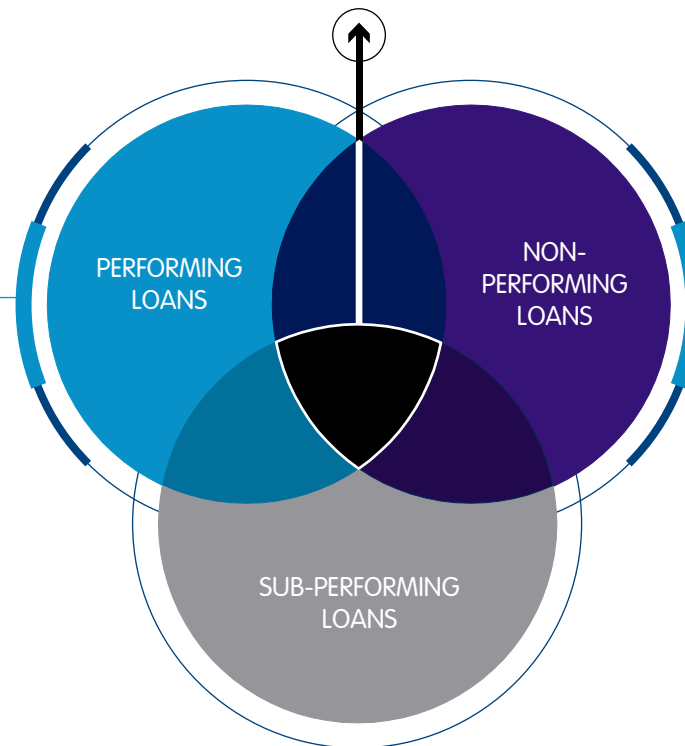 PERFORMING
LOANS
NON-
PERFORMING
LOANS
SUB-PERFORMING
LOANS